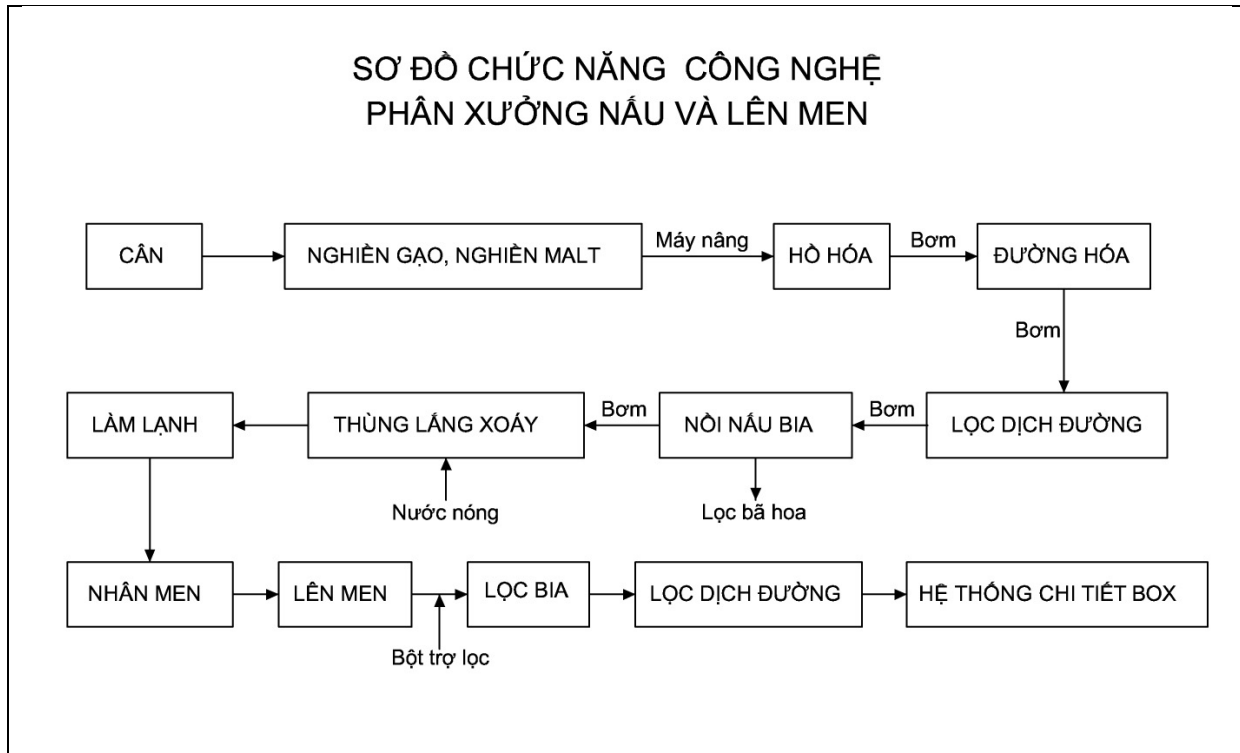 SƠ ĐỒ CHỨC NĂNG CÔNG NGHỆ
PHÂN XƯỞNG NẤU VÀ LÊN MEN
CÂN
NGHIỀN GẠO, NGHIỀN MALT
Máy nâng
HỒ HÓA
Bơm
ĐƯỜNG HÓA
Bơm
LÀM LẠNH
THÙNG LẮNG XOÁY
Bơm
NỒI NẤU BIA
Bơm
LỌC DỊCH ĐƯỜNG
Nước nóng
Lọc bã hoa
NHÂN MEN
LÊN MEN
LỌC BIA
LỌC DỊCH ĐƯỜNG
HỆ THỐNG CHI TIẾT BOX
Bột trợ lọc